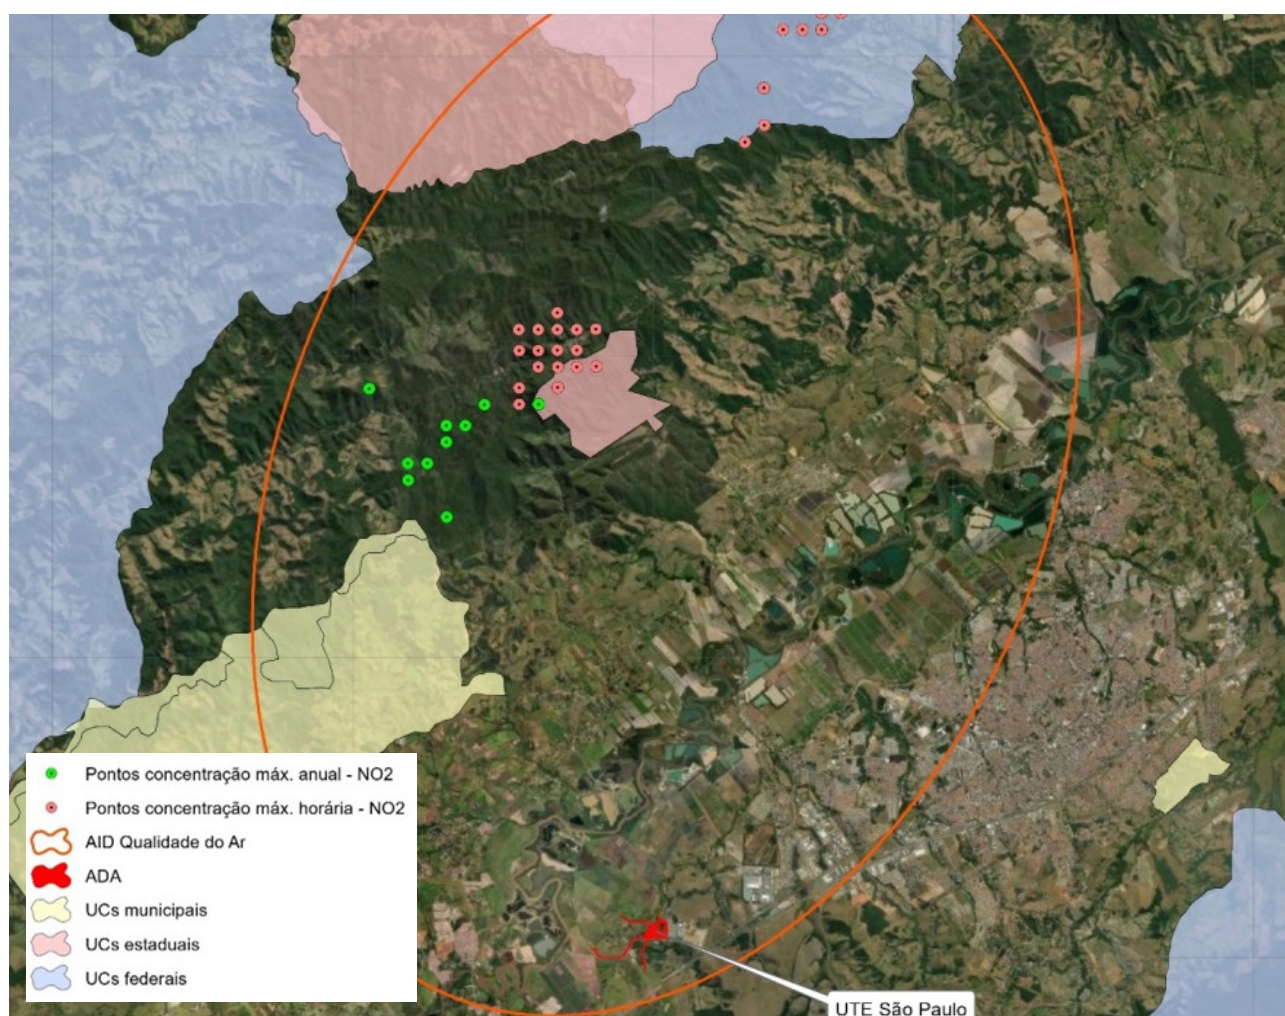 Pontos concentração máx. anual - NO2
Pontos concentração máx. horária - NO2
AID Qualidade do Ar
ADA
UCs municipais
UCs estaduais
UCs federais
UTE São Paulo